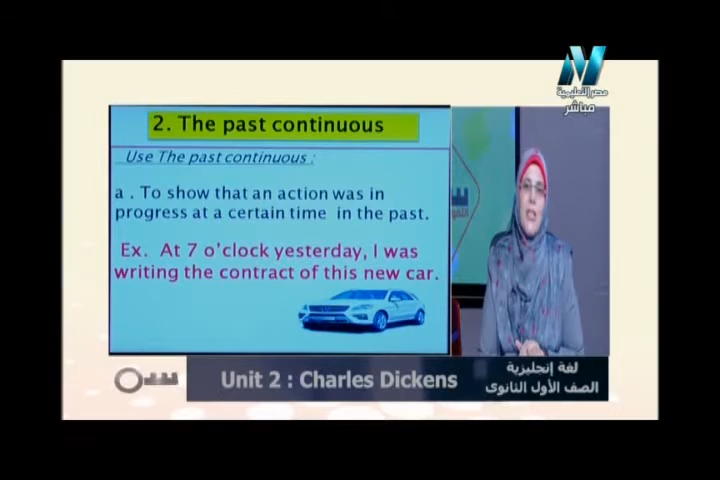 مصر التعليمية
مباشر
2. The past continuous
Use The past continuous :
a . To show that an action was in
progress at a certain time in the past.
Ex. At 7 o'clock yesterday, I was
writing the contract of this new car.
Unit 2 : Charles Dickens
لغة إنجليزية
الصف الأول الثانوى